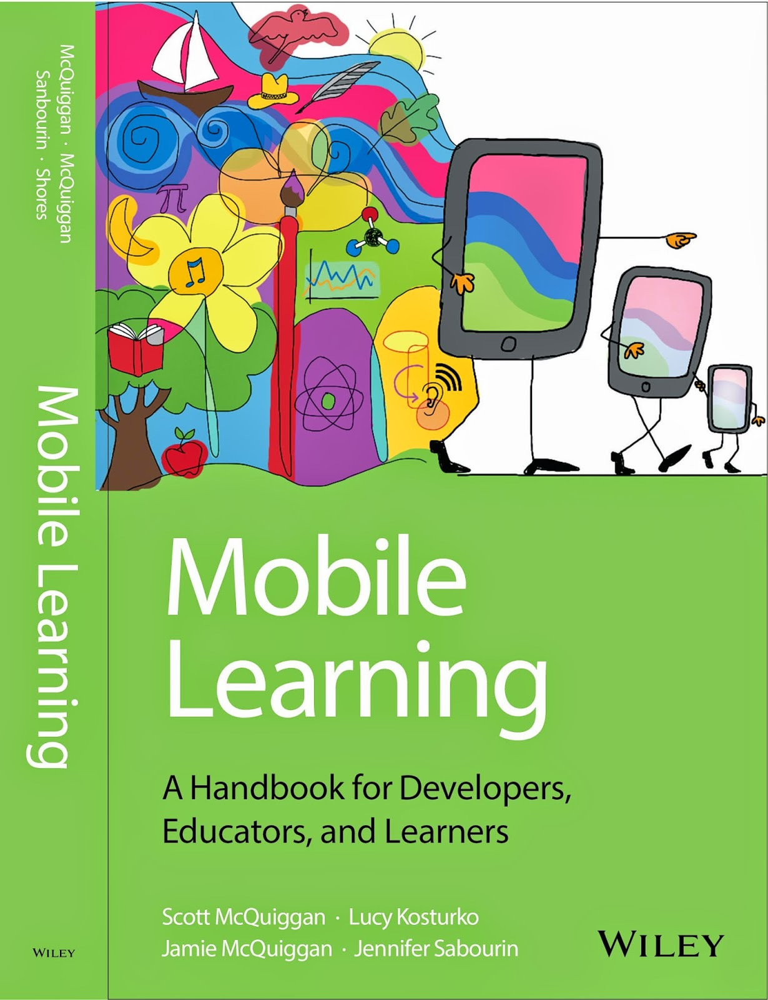 McQuiggan · McQuiggan
Sanbourin · Shores
Mobile Learning
WILEY
π
Mobile
Learning
A Handbook for Developers,
Educators, and Learners
Scott McQuiggan · Lucy Kosturko
Jamie McQuiggan · Jennifer Sabourin
WILEY